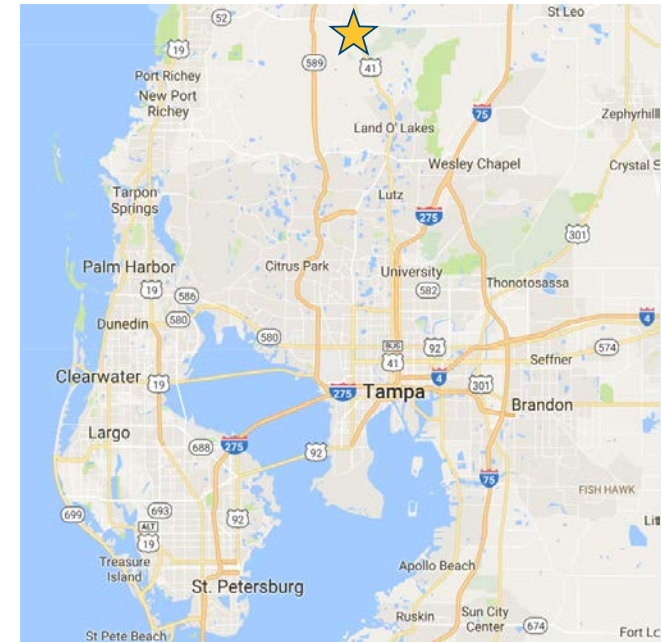 52
St Leo
19
589
41
Port Richey
New Port
Richey
75
Zephyrhill
Land O' Lakes
Wesley Chapel
Crystal S
Tarpon
Springs
Lutz
275
301
Palm Harbor
Citrus Park
University
19
586
582
Thonotosassa
Dunedin
580
580
BUS
41
92
4
574
Seffner
Clearwater
19
275
Tampa
4
301
Brandon
Largo
688
275
92
75
FISH HAWK
699
693
92
ALT
19
Lit
Treasure
Island
Apollo Beach
St. Petersburg
Ruskin
Sun City
Center
674
St Pete Beach
Fort Lo